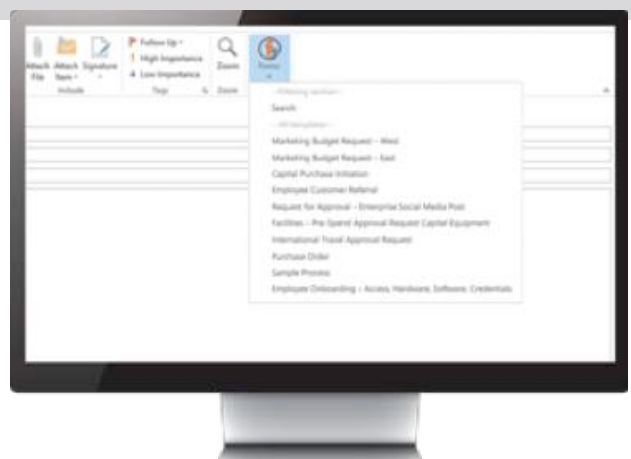 Attach File
Attach Item
Signature
Follow Up
High Importance
Low Importance
Zoom
Include
Tags
Zoom
Search
Marketing Budget Request - West
Marketing Budget Request - East
Capital Purchase Initiation
Employee Customer Referral
Request for Approval - Enterprise Social Media Post
Facilities - Pre-Spend Approval Request Capital Equipment
International Travel Approval Request
Purchase Order
Sample Process
Employee Onboarding - Access, Hardware, Software, Credentials